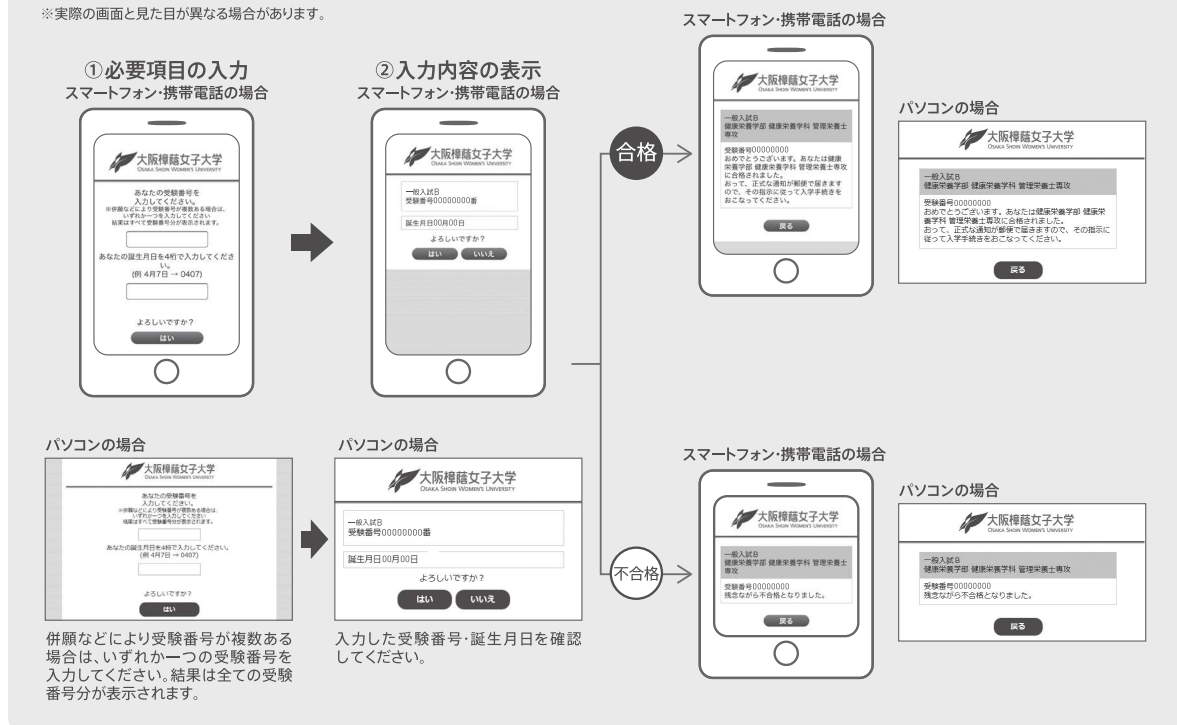 ※実際の画面と見た目が異なる場合があります。
①必要項目の入力
スマートフォン・携帯電話の場合
大阪樟蔭女子大学
OSAKA SHOIN WOMEN'S UNIVERSITY
あなたの受験番号を
入力してください。
※併願などにより受験番号が複数ある場合は、
いずれか一つを入力してください
結果はすべて受験番号分が表示されます。
あなたの誕生月日を4桁で入力してくださ
い。
(例 4月7日 → 0407)
よろしいですか？
はい
②入力内容の表示
スマートフォン・携帯電話の場合
大阪樟蔭女子大学
OSAKA SHOIN WOMEN'S UNIVERSITY
一般入試B
受験番号00000000番
誕生月日00月00日
よろしいですか？
はい
いいえ
合格
スマートフォン・携帯電話の場合
大阪樟蔭女子大学
OSAKA SHOIN WOMEN'S UNIVERSITY
一般入試B
健康栄養学部 健康栄養学科 管理栄養士
専攻
受験番号00000000
おめでとうございます。あなたは健康
栄養学部 健康栄養学科 管理栄養士専攻
に合格されました。
おって、正式な通知が郵便で届きます
ので、その指示に従って入学手続きを
おこなってください。
戻る
パソコンの場合
大阪樟蔭女子大学
OSAKA SHOIN WOMEN'S UNIVERSITY
一般入試B
健康栄養学部 健康栄養学科 管理栄養士専攻
受験番号00000000
おめでとうございます。あなたは健康栄養学部 健康栄
養学科 管理栄養士専攻に合格されました。
おって、正式な通知が郵便で届きますので、その指示に
従って入学手続きをおこなってください。
戻る
パソコンの場合
大阪樟蔭女子大学
OSAKA SHOIN WOMEN'S UNIVERSITY
あなたの受験番号を
入力してください。
※併願などにより受験番号が複数ある場合は、
いずれか一つを入力してください
結果はすべて受験番号分が表示されます。
あなたの誕生月日を4桁で入力してください。
(例 4月7日 → 0407)
よろしいですか？
はい
併願などにより受験番号が複数ある
場合は、いずれか一つの受験番号を
入力してください。結果は全ての受験
番号分が表示されます。
パソコンの場合
大阪樟蔭女子大学
OSAKA SHOIN WOMEN'S UNIVERSITY
一般入試B
受験番号00000000番
誕生月日00月00日
よろしいですか？
はい
いいえ
入力した受験番号・誕生月日を確認
してください。
不合格
スマートフォン・携帯電話の場合
大阪樟蔭女子大学
OSAKA SHOIN WOMEN'S UNIVERSITY
一般入試B
健康栄養学部 健康栄養学科 管理栄養士
専攻
受験番号00000000
残念ながら不合格となりました。
戻る
パソコンの場合
大阪樟蔭女子大学
OSAKA SHOIN WOMEN'S UNIVERSITY
一般入試B
健康栄養学部 健康栄養学科 管理栄養士専攻
受験番号00000000
残念ながら不合格となりました。
戻る